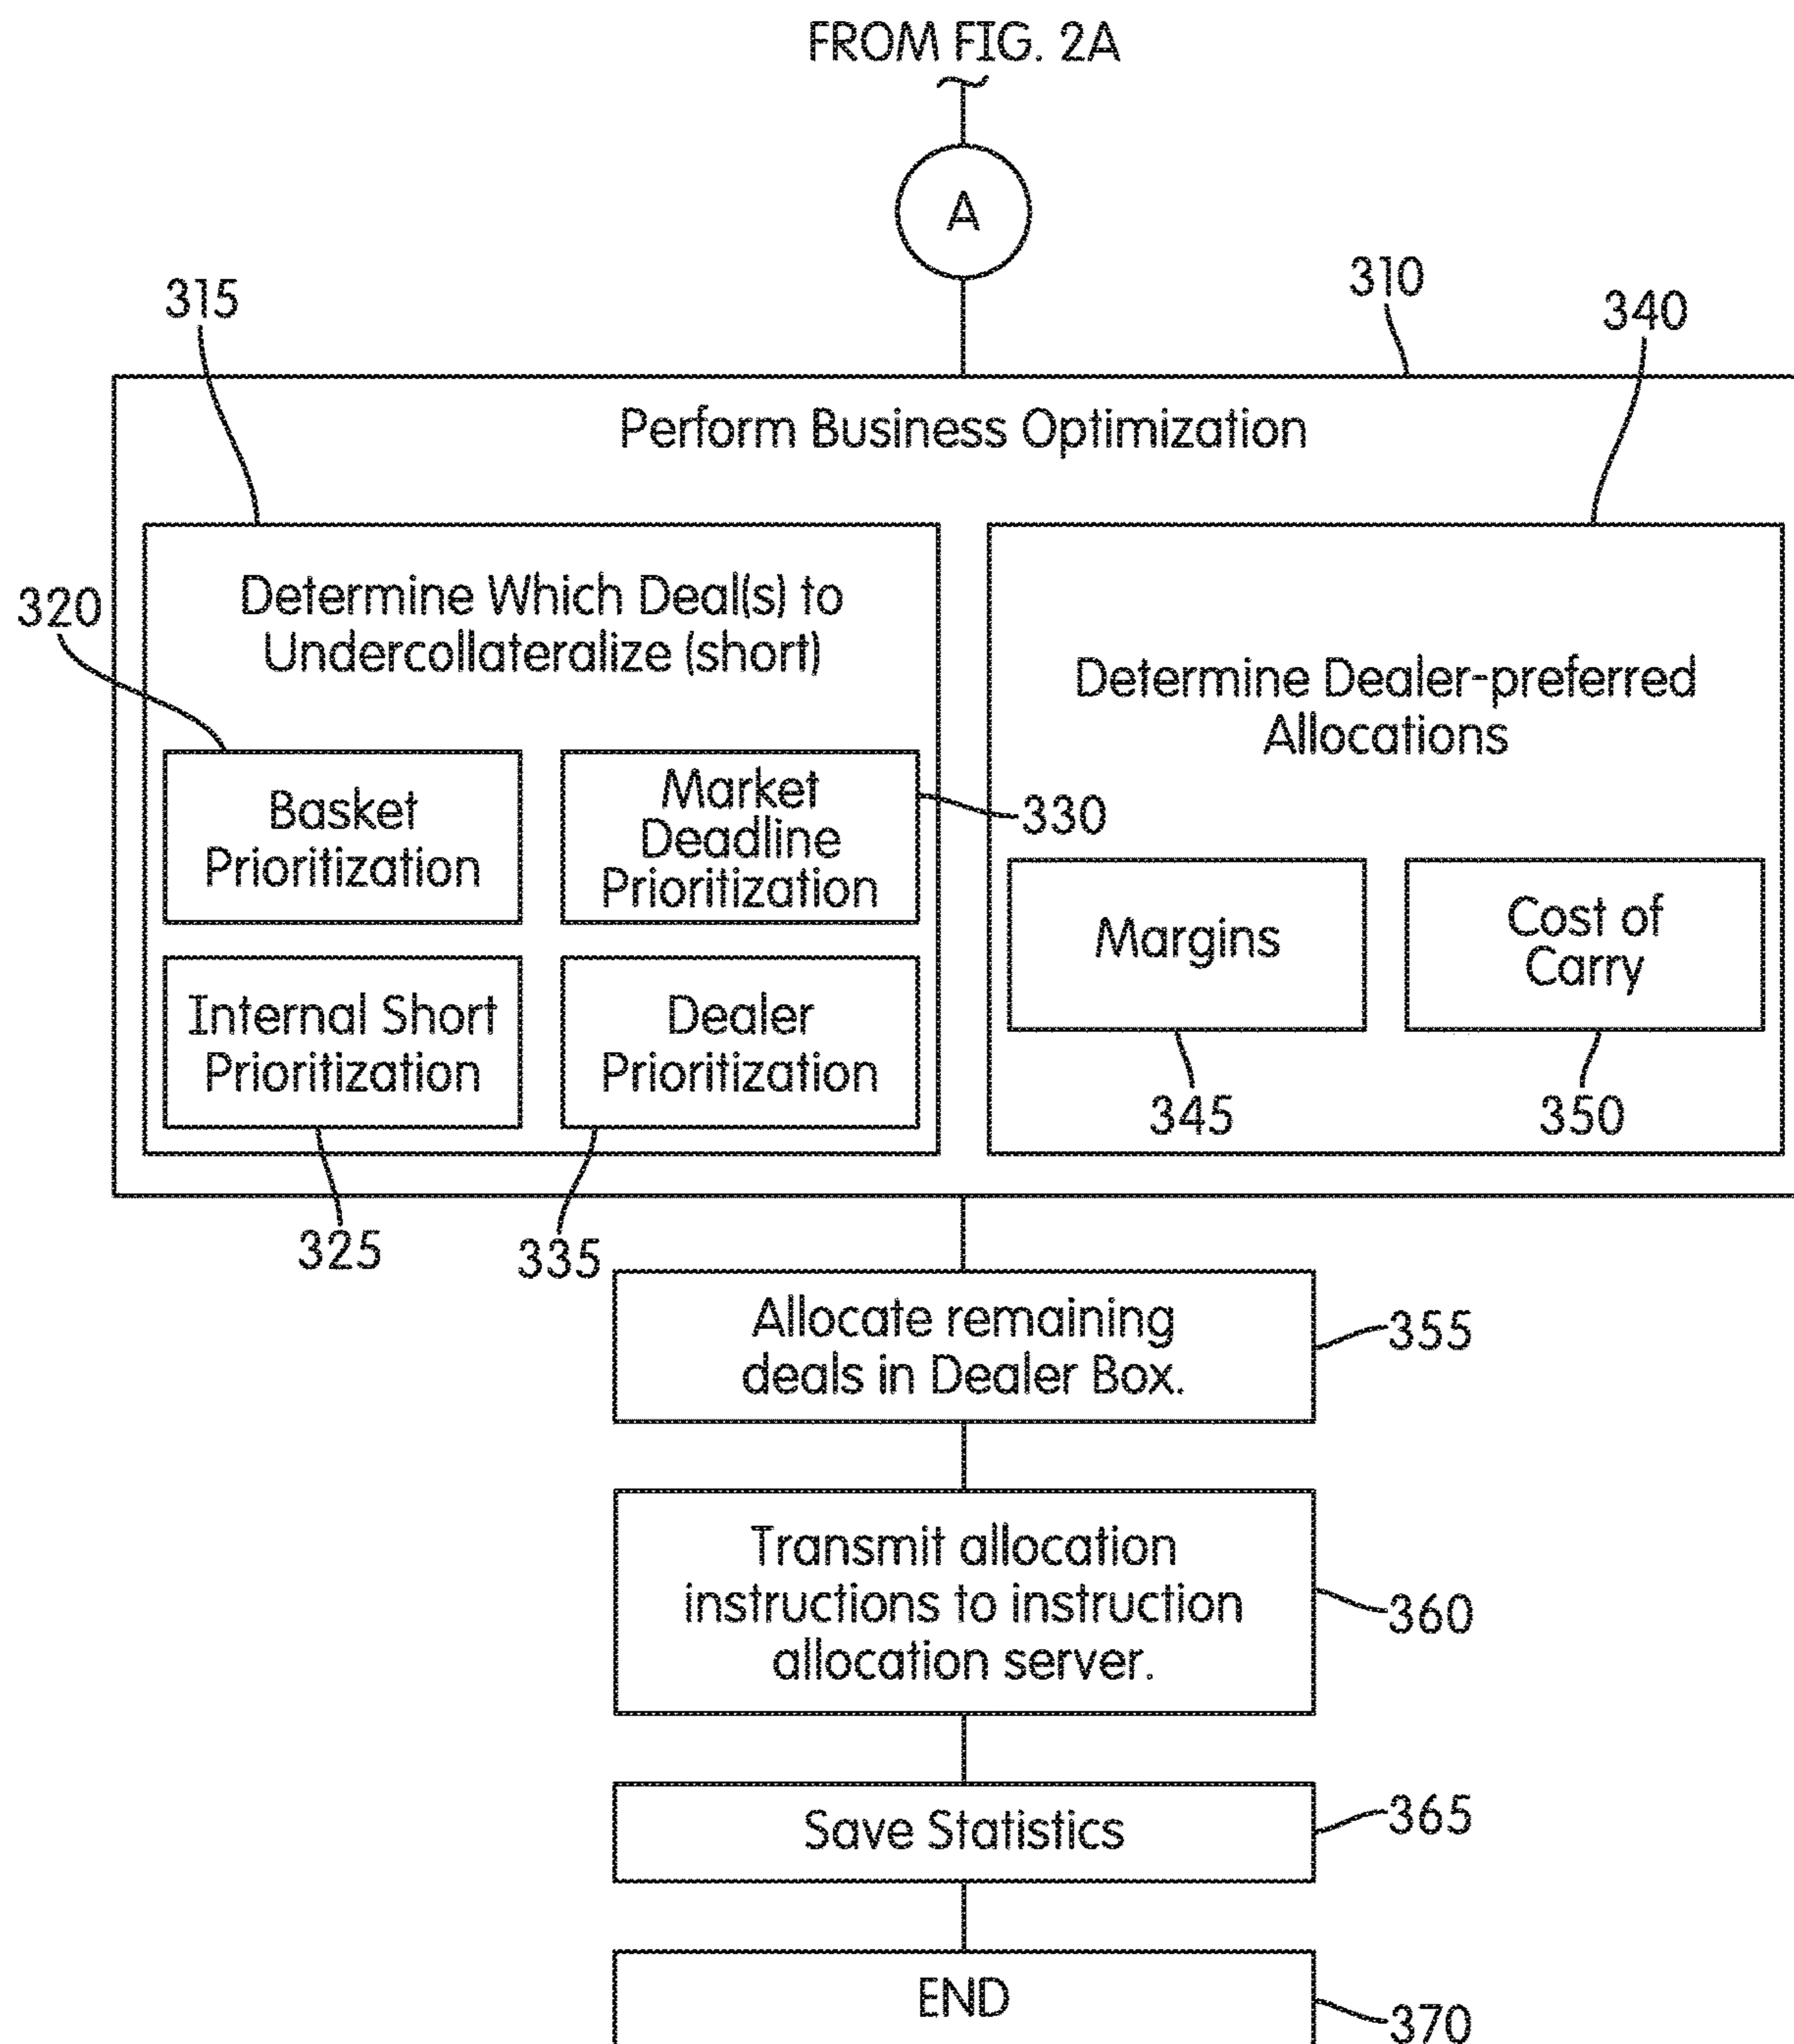 FROM FIG. 2A
A
310
315
340
Perform Business Optimization
320
Determine Which Deal(s) to
Undercollateralize (short)
Basket
Prioritization
Market
Deadline
Prioritization
330
Internal Short
Prioritization
Dealer
Prioritization
325
335
Determine Dealer-preferred
Allocations
Margins
Cost of
Carry
345
350
Allocate remaining
deals in Dealer Box.
355
Transmit allocation
instructions to instruction
allocation server.
360
Save Statistics
365
END
370